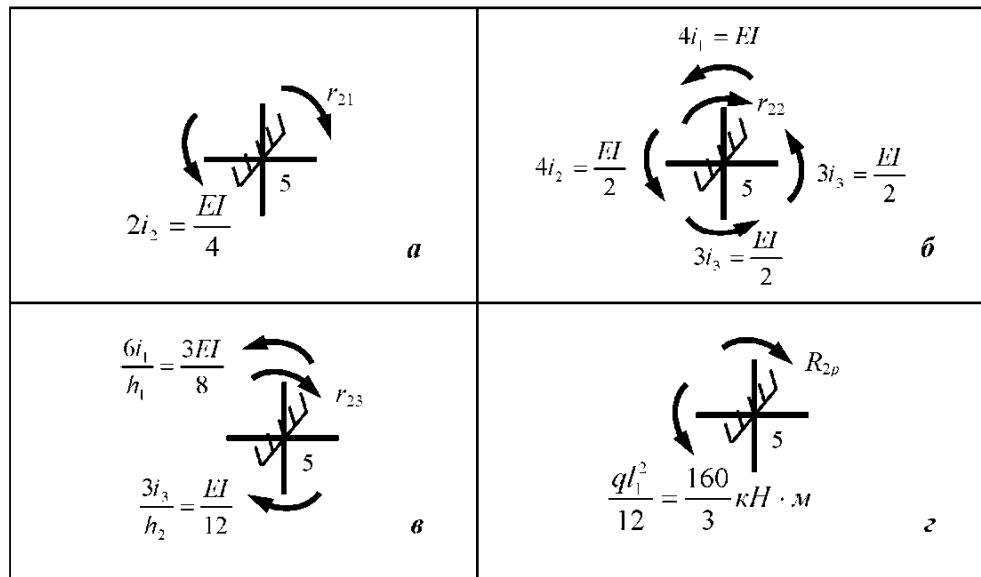 r₂₁
5
2i₂ = EI/4
а
4i₁ = EI
r₂₂
4i₂ = EI/2
5
3i₃ = EI/2
3i₃ = EI/2
б
6i₁/h₁ = 3EI/8
r₂₃
5
3i₃/h₂ = EI/12
в
R₂ₚ
5
ql₁²/12 = 160/3 кН · м
г